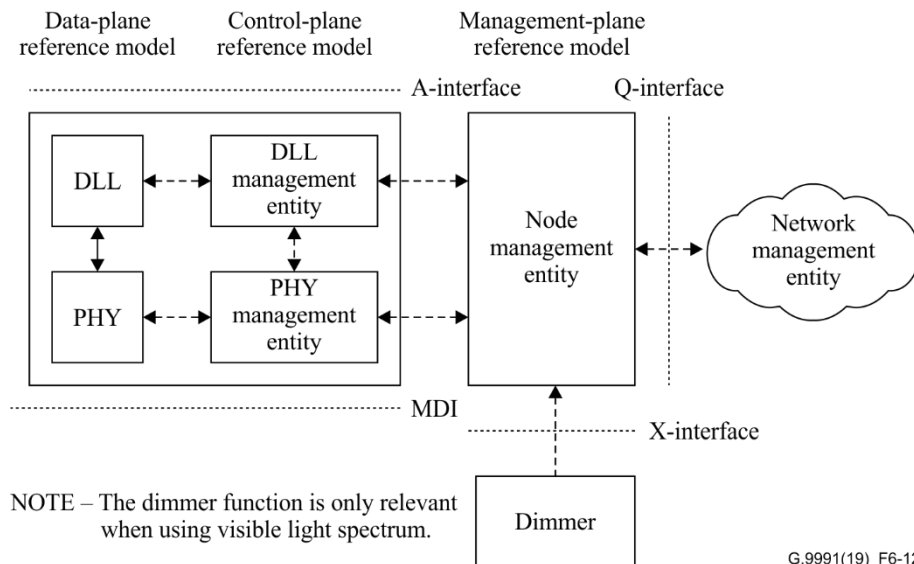 Data-plane
reference model
Control-plane
reference model
Management-plane
reference model
A-interface
Q-interface
DLL
DLL
management
entity
Node
management
entity
Network
management
entity
PHY
PHY
management
entity
MDI
X-interface
NOTE – The dimmer function is only relevant
when using visible light spectrum.
Dimmer
G.9991(19)_F6-12